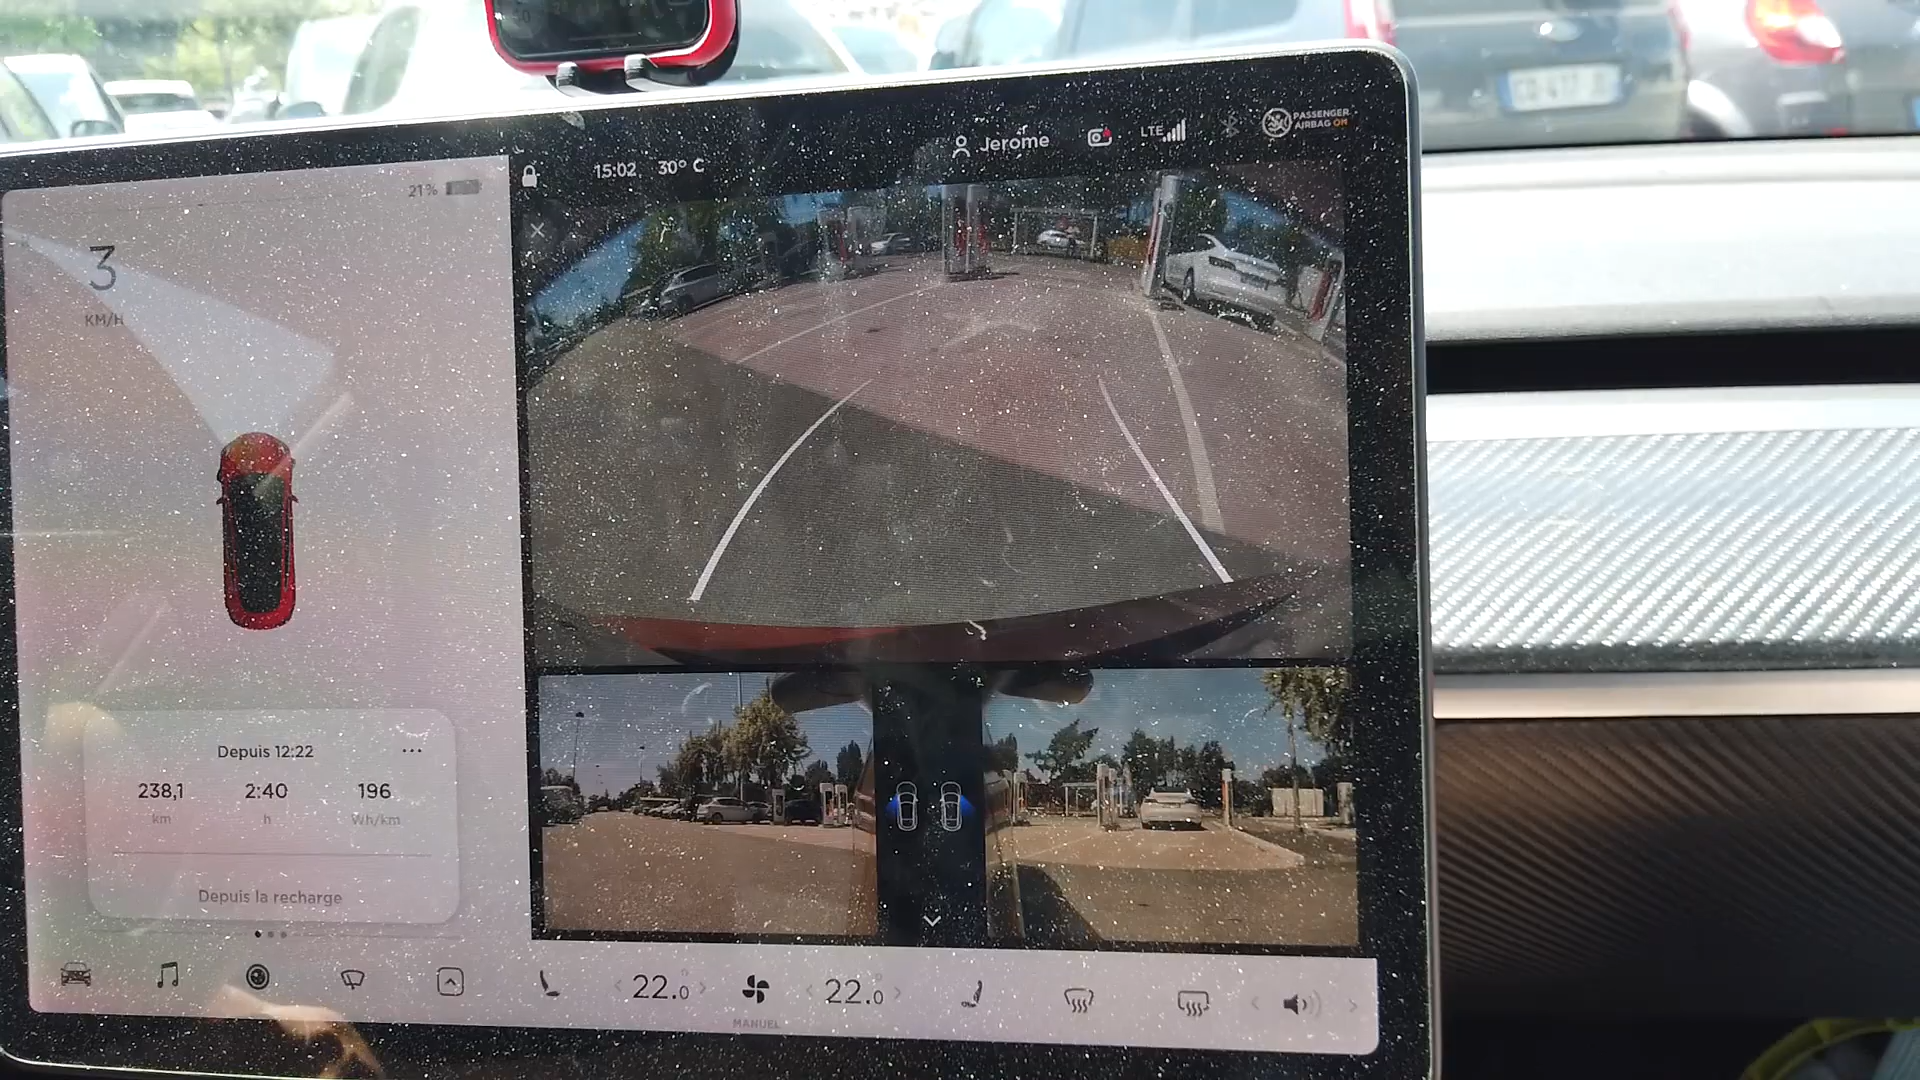 21%
15:02 30° C
Jerome
LTE
PASSENGER
AIRBAG ON
3
KM/H
Depuis 12:22
238,1
2:40
196
km
h
Wh/km
Depuis la recharge
22.0
22.0
MANUEL